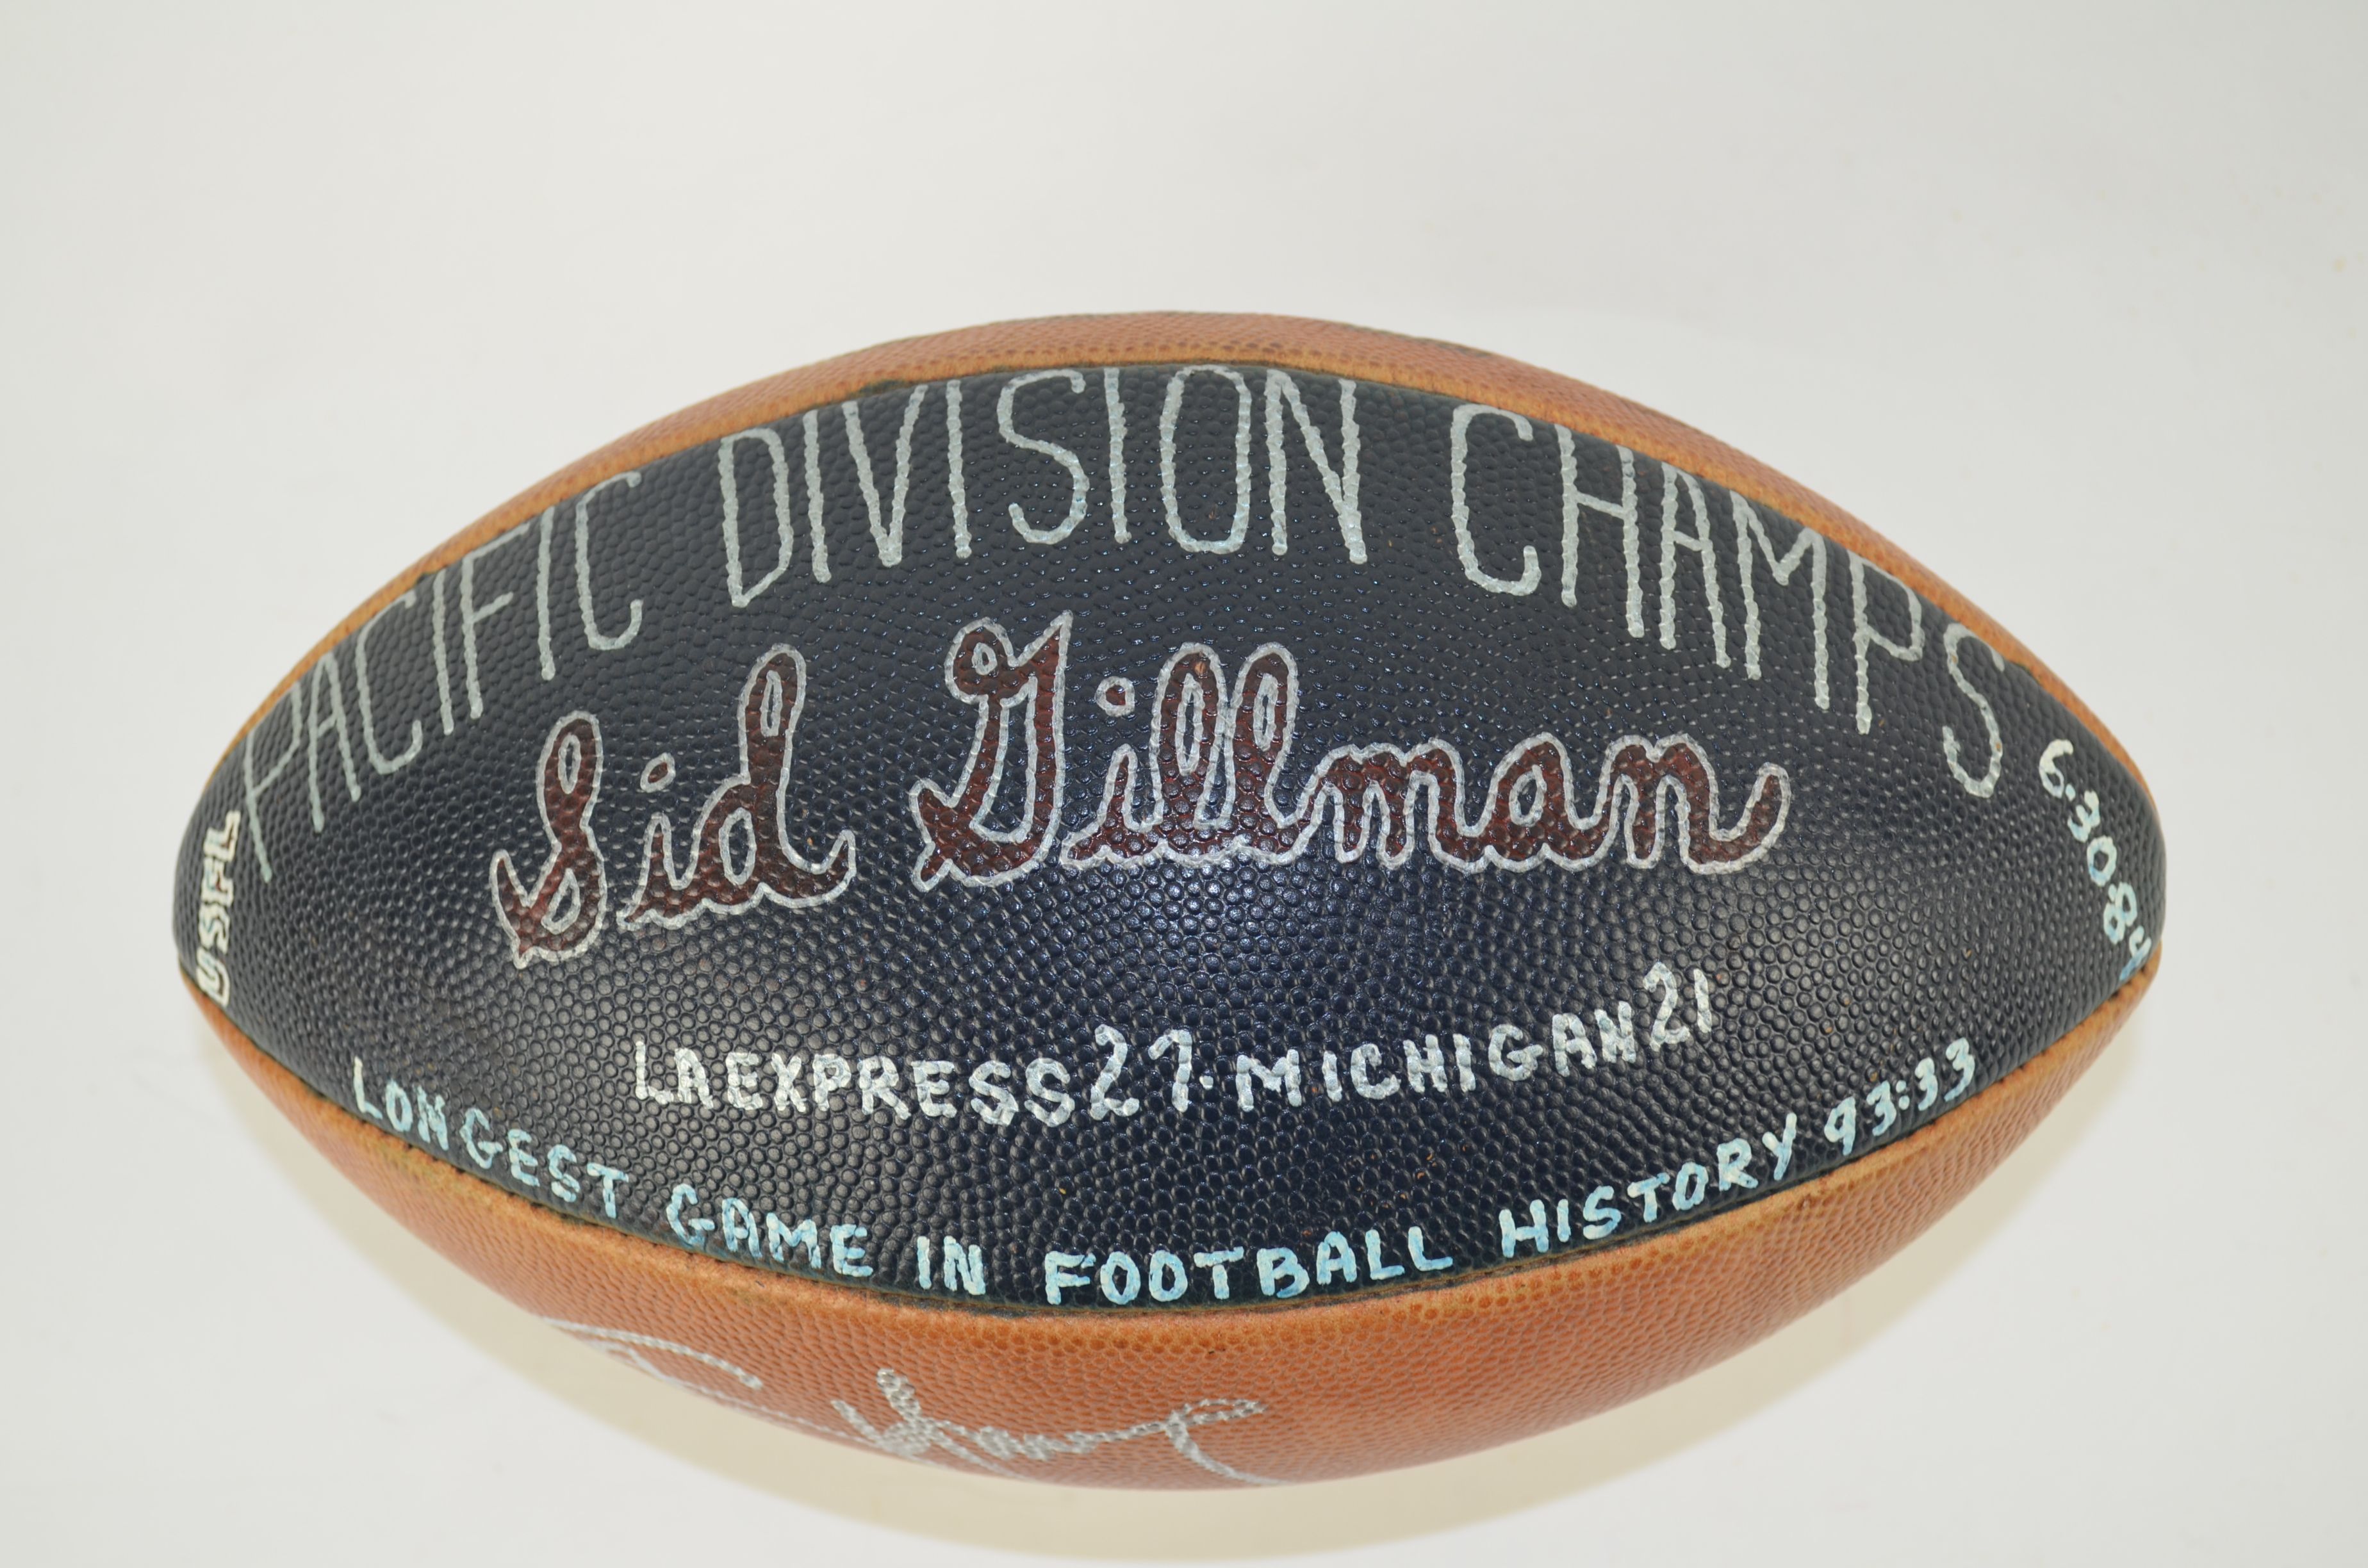 PACIFIC DIVISION CHAMPS
USFL
6.30.84
Sid Gillman
LA EXPRESS 27. MICHIGAN 21
LONGEST GAME IN FOOTBALL HISTORY 93:33